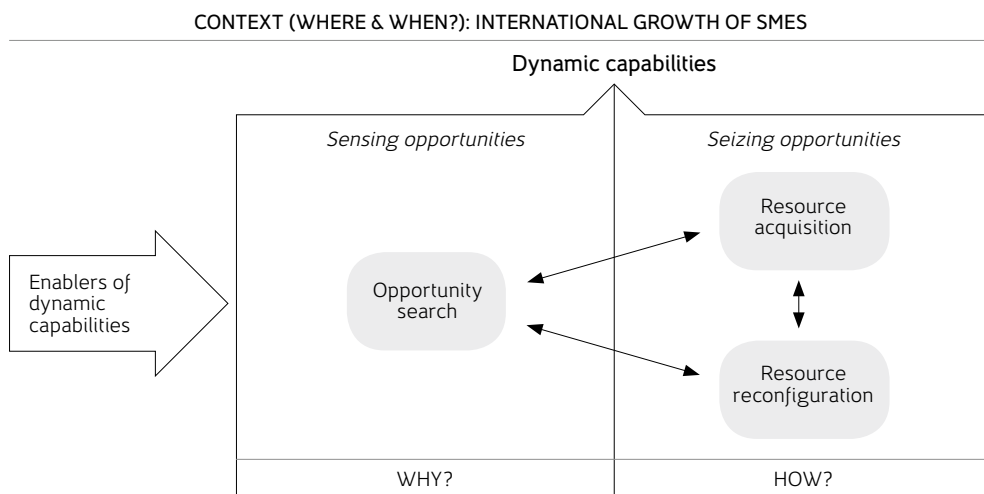 CONTEXT (WHERE & WHEN?): INTERNATIONAL GROWTH OF SMES
Dynamic capabilities
Sensing opportunities
Seizing opportunities
Resource
acquisition
Enablers of
dynamic
capabilities
Opportunity
search
Resource
reconfiguration
WHY?
HOW?